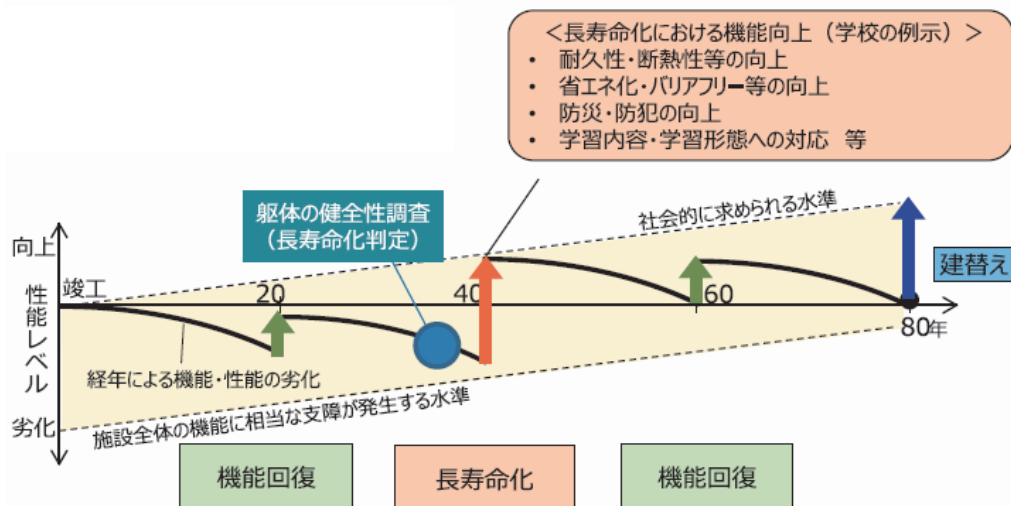 ＜長寿命化における機能向上（学校の例示）＞
• 耐久性・断熱性等の向上
• 省エネ化・バリアフリー等の向上
• 防災・防犯の向上
• 学習内容・学習形態への対応 等
躯体の健全性調査
（長寿命化判定）
社会的に求められる水準
向上
竣工
20
40
60
80年
建替え
性能レベル
経年による機能・性能の劣化
劣化
施設全体の機能に相当な支障が発生する水準
機能回復
長寿命化
機能回復